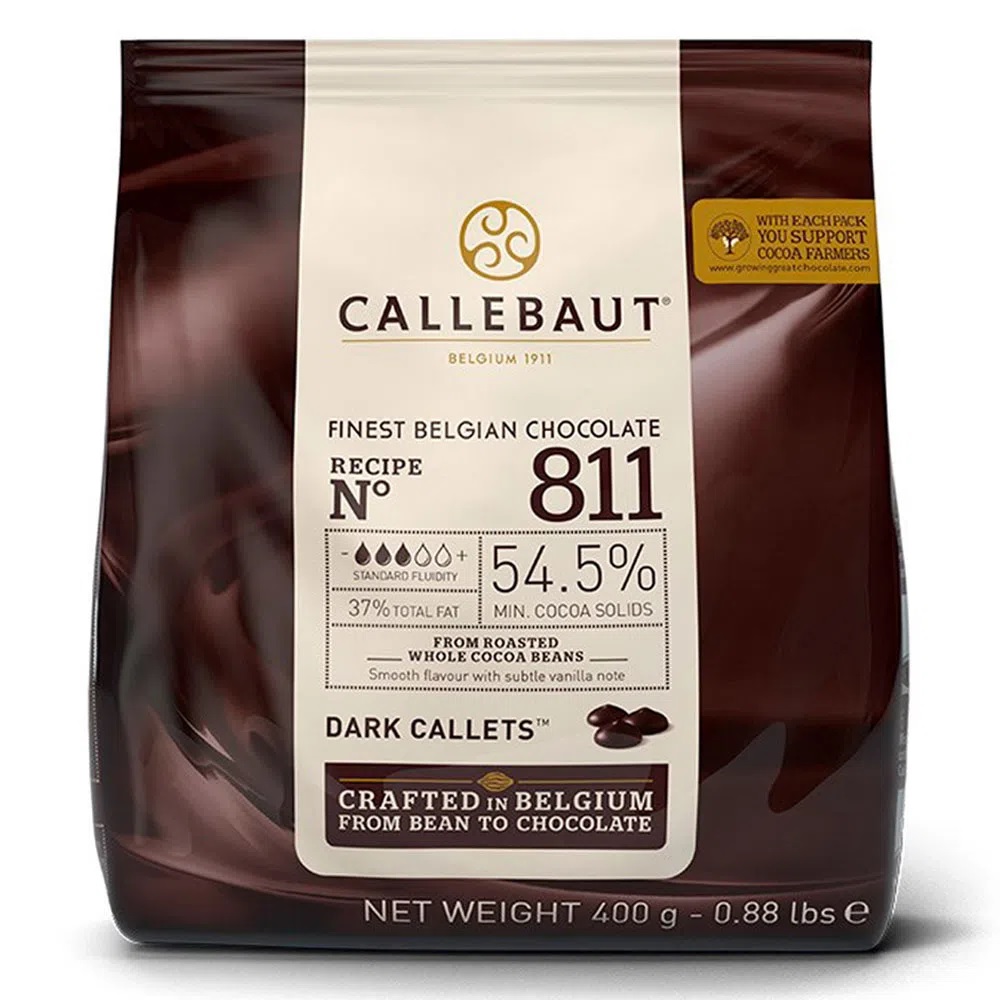 WITH EACH PACK
YOU SUPPORT
COCOA FARMERS
www.growinggreatchocolate.com
CALLEBAUT®
BELGIUM 1911
FINEST BELGIAN CHOCOLATE
RECIPE
Nº 811
- +
STANDARD FLUIDITY
37% TOTAL FAT
54.5%
MIN. COCOA SOLIDS
FROM ROASTED
WHOLE COCOA BEANS
Smooth flavour with subtle vanilla note
DARK CALLETS™
CRAFTED IN BELGIUM
FROM BEAN TO CHOCOLATE
NET WEIGHT 400 g - 0.88 lbs ℮